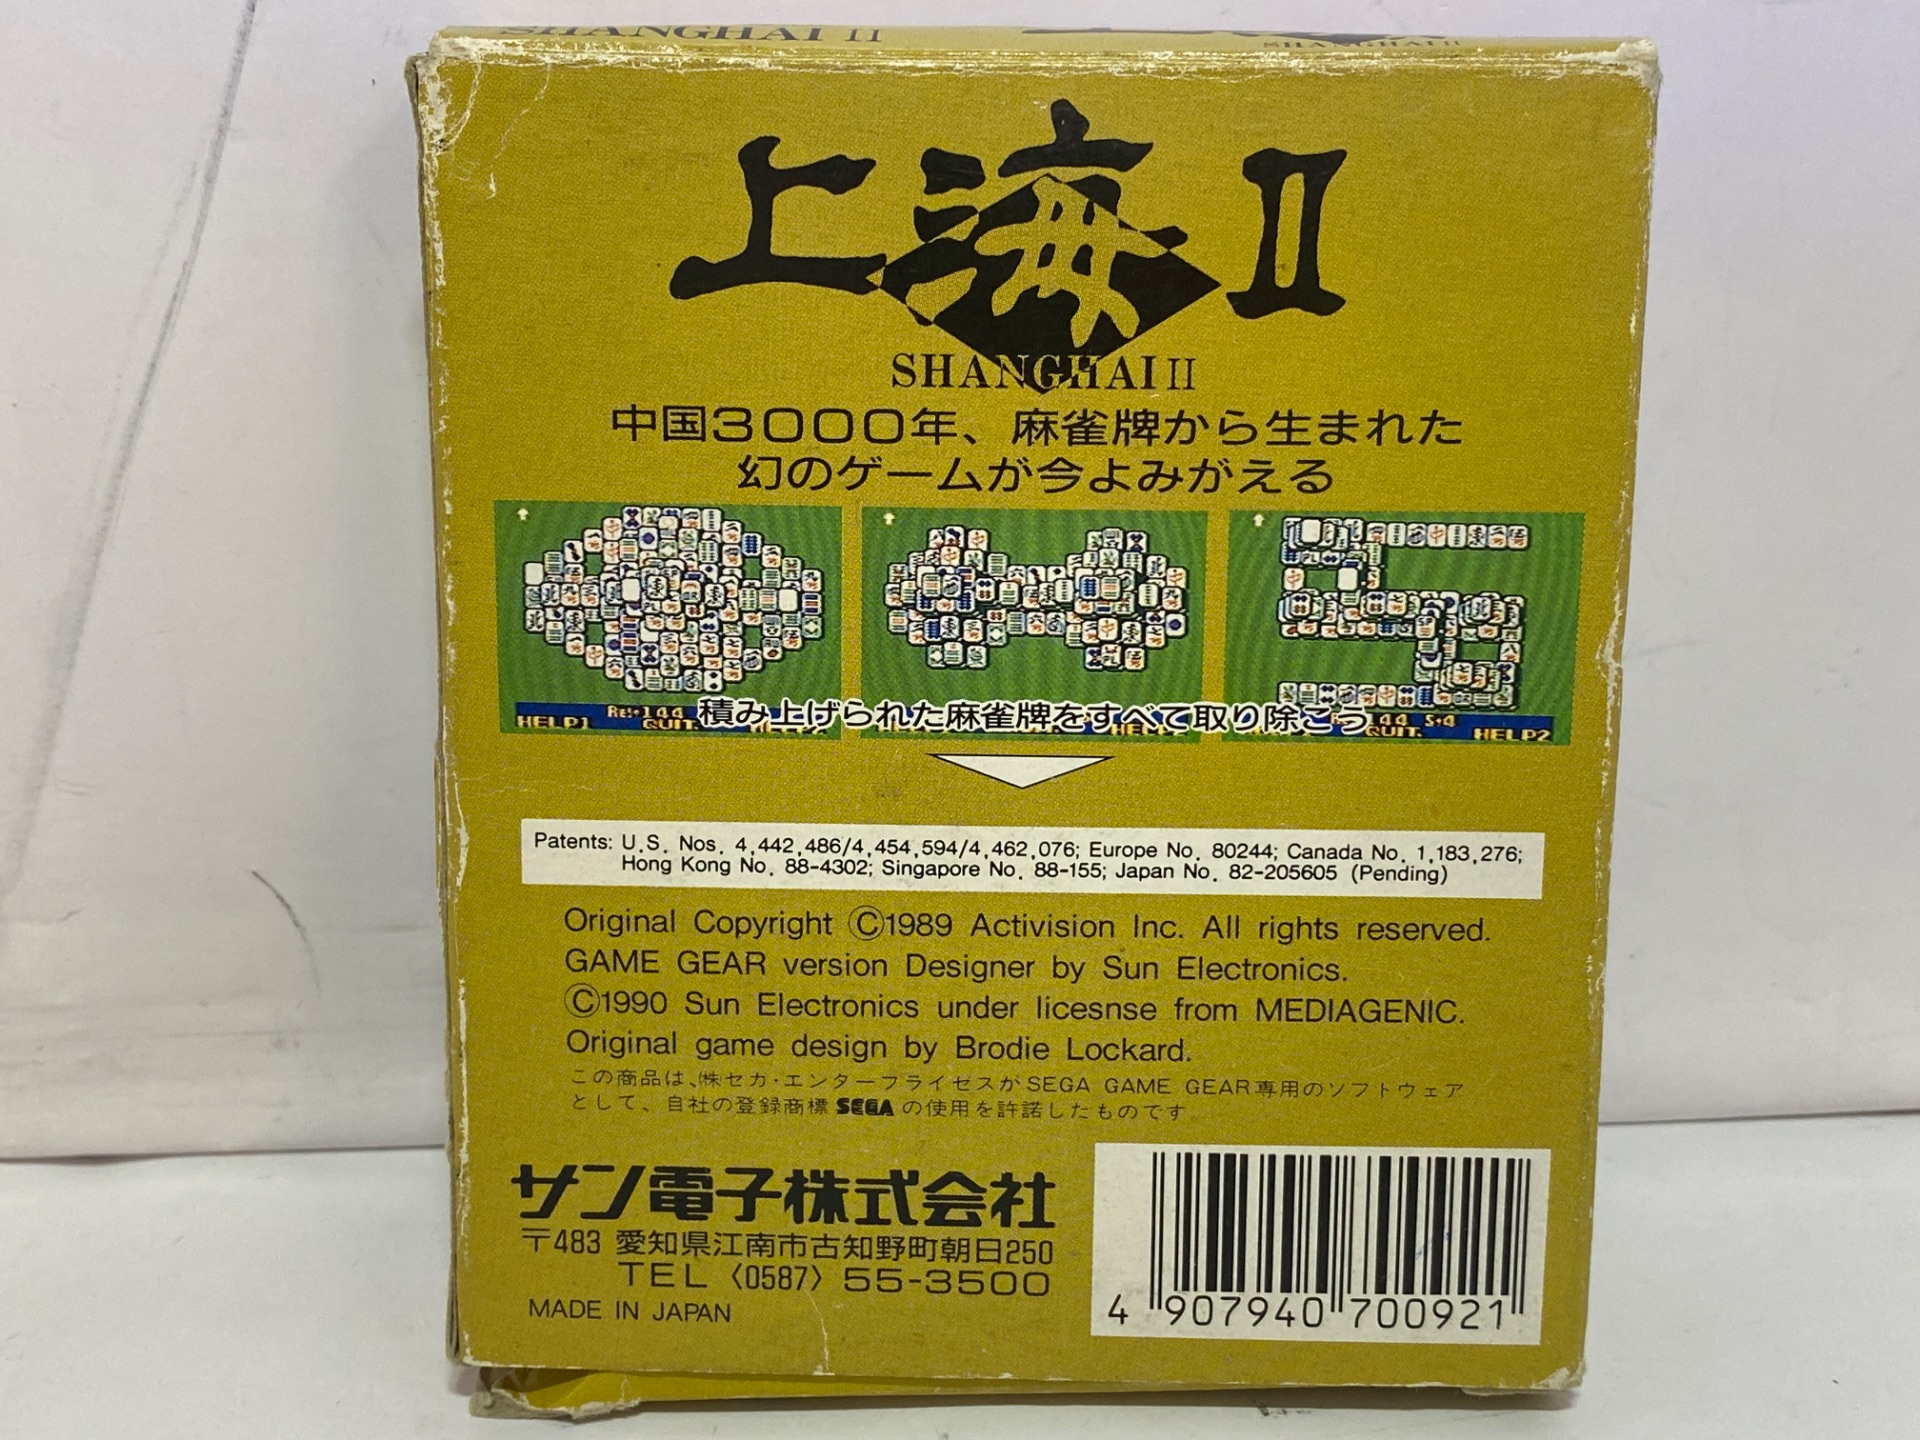 SHANGHAI II
SHANGHAI II
上海II
SHANGHAI II
中国3000年、麻雀牌から生まれた
幻のゲームが今よみがえる
HELP1 QUIT.
144 S+4
QUIT. HELP2
積み上げられた麻雀牌をすべて取り除こう
Patents: U.S. Nos. 4,442,486/4,454,594/4,462,076; Europe No. 80244; Canada No. 1,183,276;
Hong Kong No. 88-4302; Singapore No. 88-155; Japan No. 82-205605 (Pending)
Original Copyright ©1989 Activision Inc. All rights reserved.
GAME GEAR version Designer by Sun Electronics.
©1990 Sun Electronics under licesnse from MEDIAGENIC.
Original game design by Brodie Lockard.
この商品は、㈱セガ・エンタープライゼスがSEGA GAME GEAR専用のソフトウェア
として、自社の登録商標 SEGA の使用を許諾したものです。
サン電子株式会社
〒483 愛知県江南市古知野町朝日250
TEL〈0587〉55-3500
MADE IN JAPAN
4 907940 700921